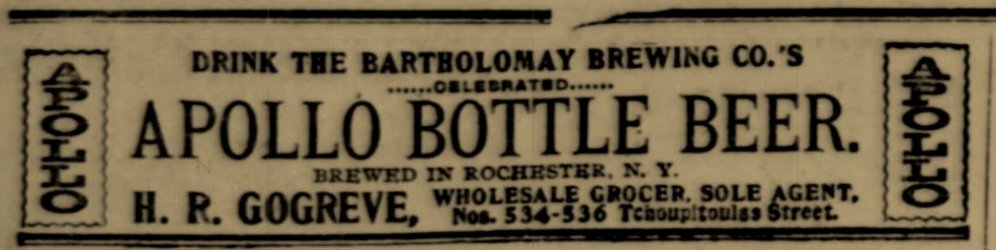 APOLLO
DRINK THE BARTHOLOMAY BREWING CO.'S
......CELEBRATED......
APOLLO BOTTLE BEER.
BREWED IN ROCHESTER, N. Y.
H. R. GOGREVE, WHOLESALE GROCER, SOLE AGENT,
Nos. 534-536 Tchoupitoulas Street.
APOLLO